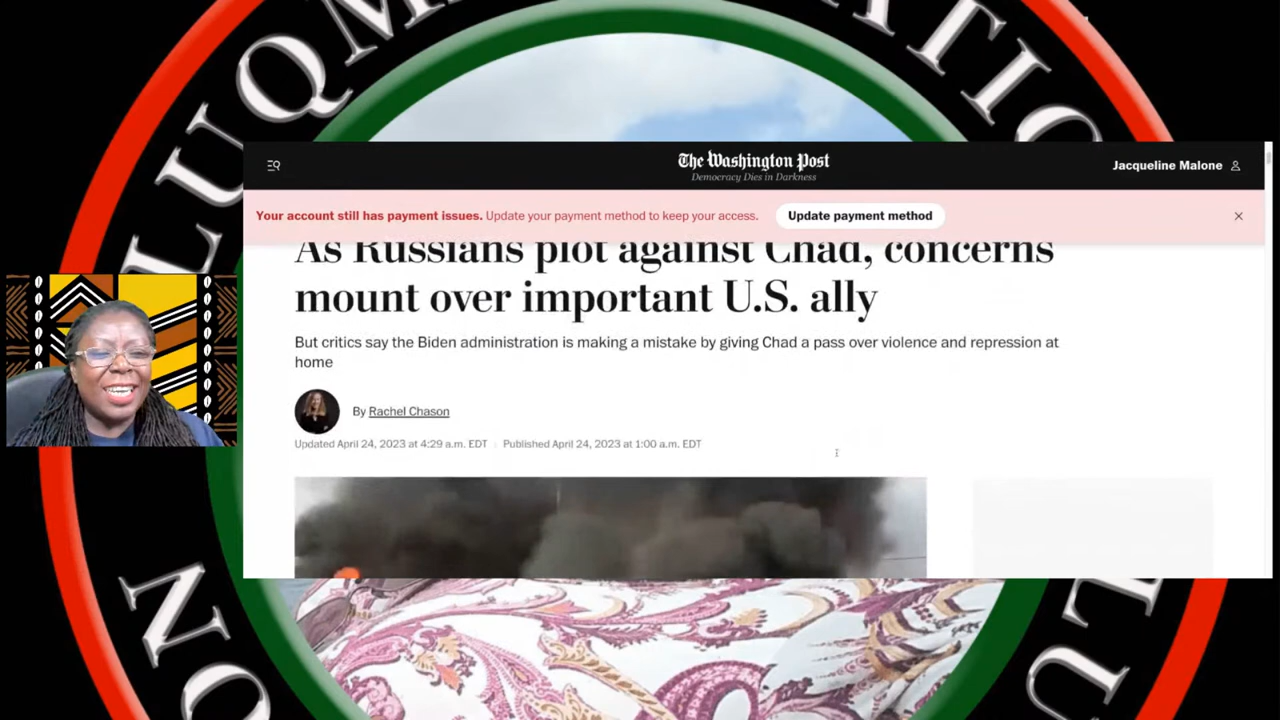 LUQM
The Washington Post
Democracy Dies in Darkness
Jacqueline Malone
Your account still has payment issues. Update your payment method to keep your access.
Update payment method
As Russians plot against Chad, concerns
mount over important U.S. ally
But critics say the Biden administration is making a mistake by giving Chad a pass over violence and repression at
home
By Rachel Chason
Updated April 24, 2023 at 4:29 a.m. EDT
Published April 24, 2023 at 1:00 a.m. EDT